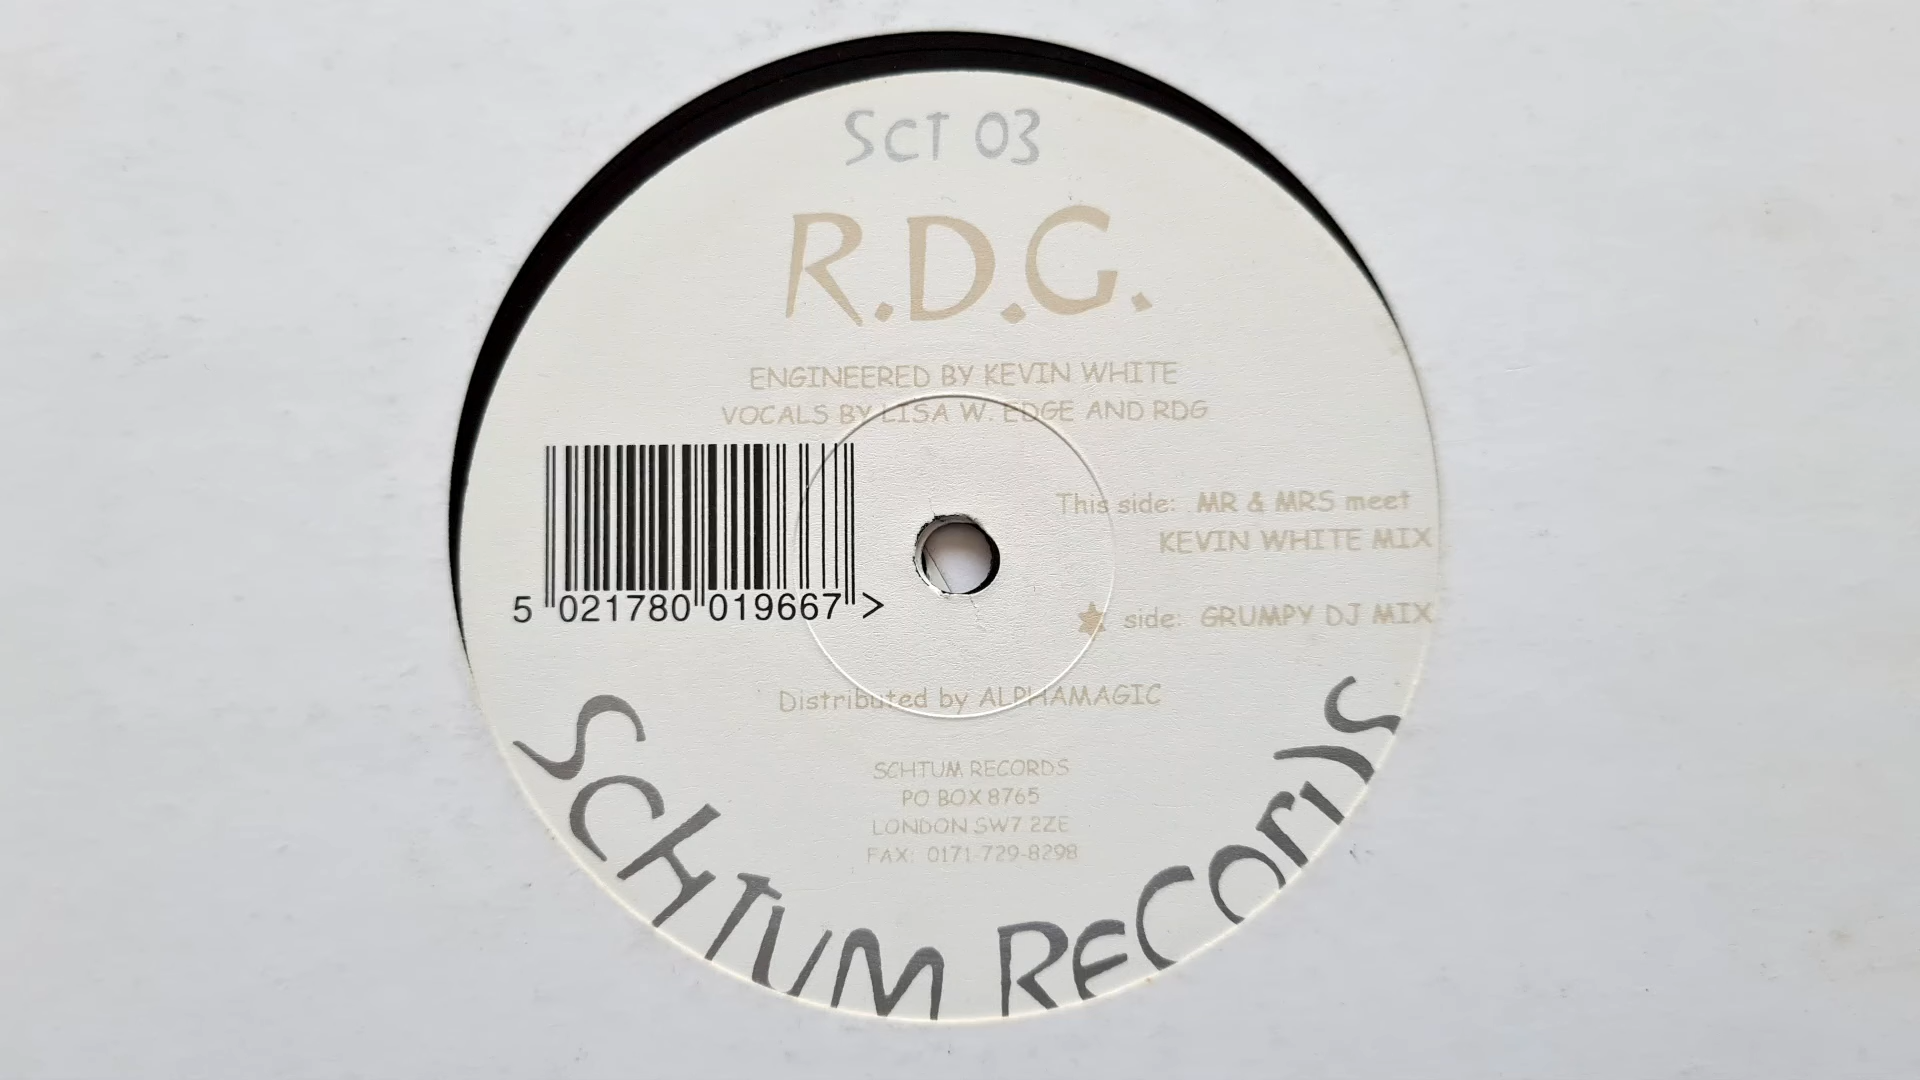 SCT 03
R.D.G.
ENGINEERED BY KEVIN WHITE
VOCALS BY LISA W. EDGE AND RDG
This side: MR & MRS meet
KEVIN WHITE MIX
5 021780 019667 >
side: GRUMPY DJ MIX
Distributed by ALPHAMAGIC
SCHTUM RECORDS
PO BOX 8765
LONDON SW7 2ZE
FAX: 0171-729-8298
SCHTUM RECORDS